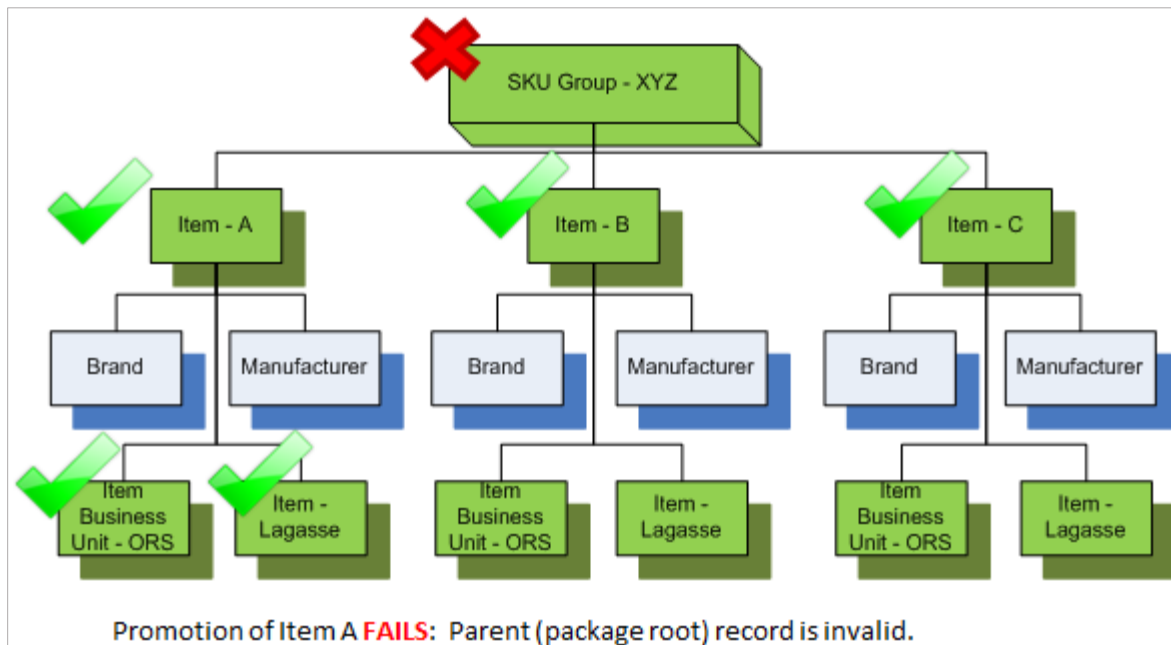 SKU Group - XYZ
Item - A
Item - B
Item - C
Brand
Manufacturer
Brand
Manufacturer
Brand
Manufacturer
Item
Business
Unit - ORS
Item -
Lagasse
Item
Business
Unit - ORS
Item -
Lagasse
Item
Business
Unit - ORS
Item -
Lagasse
Promotion of Item A FAILS: Parent (package root) record is invalid.